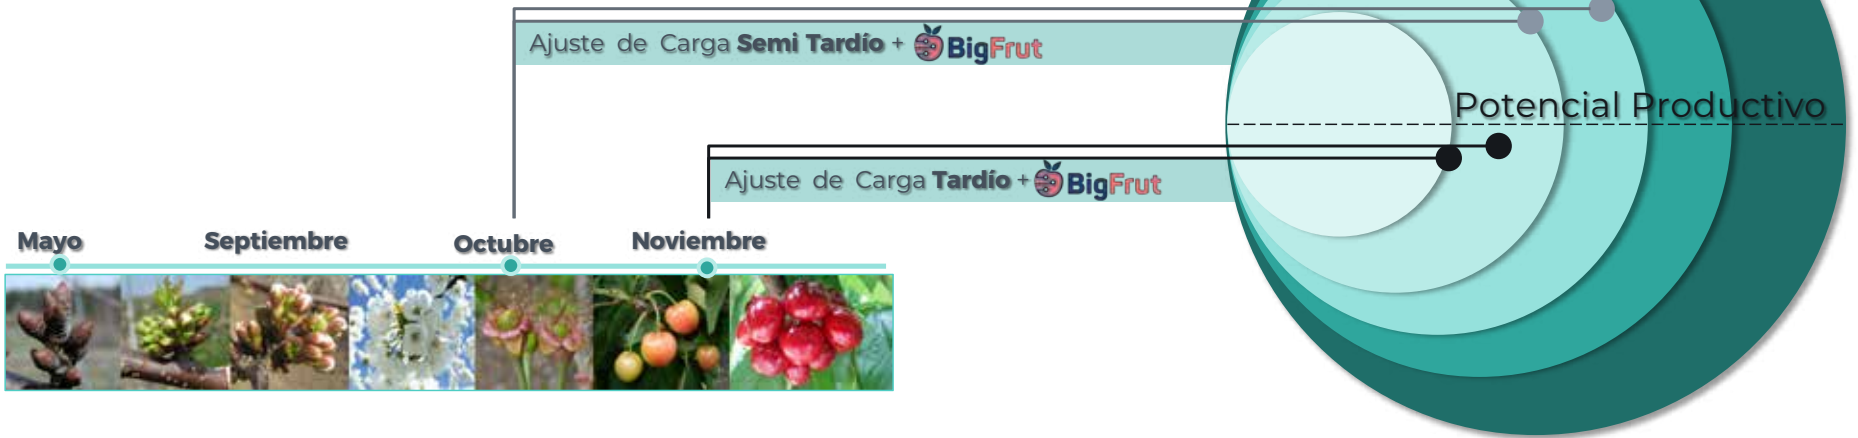 Ajuste de Carga Semi Tardío + BigFrut
Potencial Productivo
Ajuste de Carga Tardío + BigFrut
Mayo Septiembre Octubre Noviembre